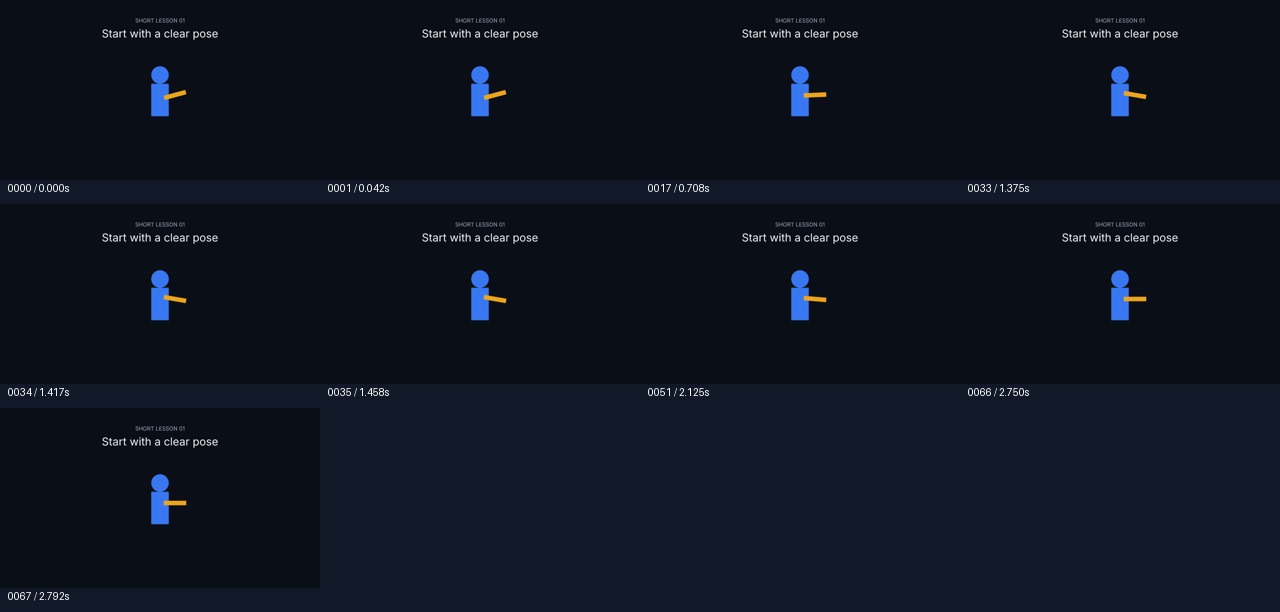 SHORT LESSON 01
Start with a clear pose
0000 / 0.000s
SHORT LESSON 01
Start with a clear pose
0001 / 0.042s
SHORT LESSON 01
Start with a clear pose
0017 / 0.708s
SHORT LESSON 01
Start with a clear pose
0033 / 1.375s
SHORT LESSON 01
Start with a clear pose
0034 / 1.417s
SHORT LESSON 01
Start with a clear pose
0035 / 1.458s
SHORT LESSON 01
Start with a clear pose
0051 / 2.125s
SHORT LESSON 01
Start with a clear pose
0066 / 2.750s
SHORT LESSON 01
Start with a clear pose
0067 / 2.792s